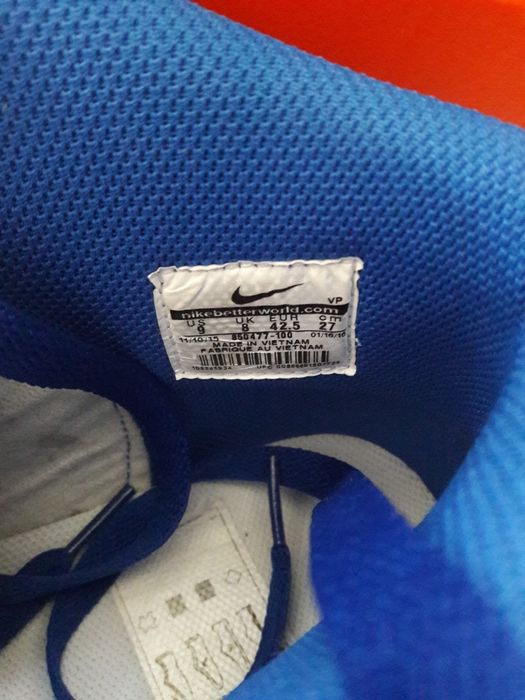 VP
nikebetterworld.com
US UK EUR cm
9 8 42.5 27
11/10/15 850477-100 01/16/16
MADE IN VIETNAM
FABRIQUE AU VIETNAM
UPC